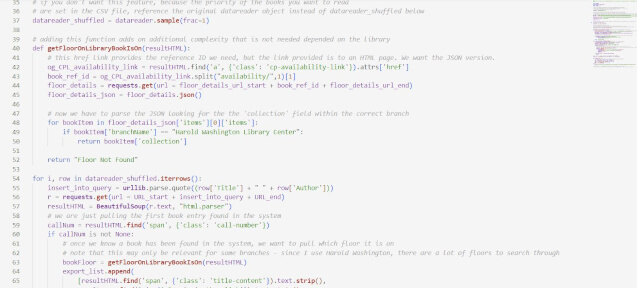 35 # if you don't want this feature, because the priority of the books you want to read
36 # are set in the CSV file, reference the original datareader object instead of datareader_shuffled below
37 datareader_shuffled = datareader.sample(frac=1)
38
39 # adding this function adds on additional complexity that is not needed depended on the library
40 def getFloorOnLibraryBookIsOn(resultHTML):
41 # this href link provides the reference ID we need, but the link provided is to an HTML page. We want the JSON version.
42 og_CPL_availability_link = resultHTML.find('a', {'class': 'cp-availability-link'}).attrs['href']
43 book_ref_id = og_CPL_availability_link.split("availability/",1)[1]
44 floor_details = requests.get(url = floor_details_url_start + book_ref_id + floor_details_url_end)
45 floor_details_json = floor_details.json()
46
47 # now we have to parse the JSON looking for the the 'collection' field within the correct branch
48 for bookItem in floor_details_json['items'][0]['items']:
49 if bookItem['branchName'] == "Harold Washington Library Center":
50 return bookItem['collection']
51
52 return "Floor Not Found"
53
54 for i, row in datareader_shuffled.iterrows():
55 insert_into_query = urllib.parse.quote((row['Title'] + " " + row['Author']))
56 r = requests.get(url = URL_start + insert_into_query + URL_end)
57 resultHTML = BeautifulSoup(r.text, "html.parser")
58 # we are just pulling the first book entry found in the system
59 callNum = resultHTML.find('span', {'class': 'call-number'})
60 if callNum is not None:
61 # once we know a book has been found in the system, we want to pull which floor it is on
62 # note that this may only be relevant for some branches - since I use Harold Washington, there are a lot of floors to search through
63 bookFloor = getFloorOnLibraryBookIsOn(resultHTML)
64 export_list.append(
65 [resultHTML.find('span', {'class': 'title-content'}).text.strip(),